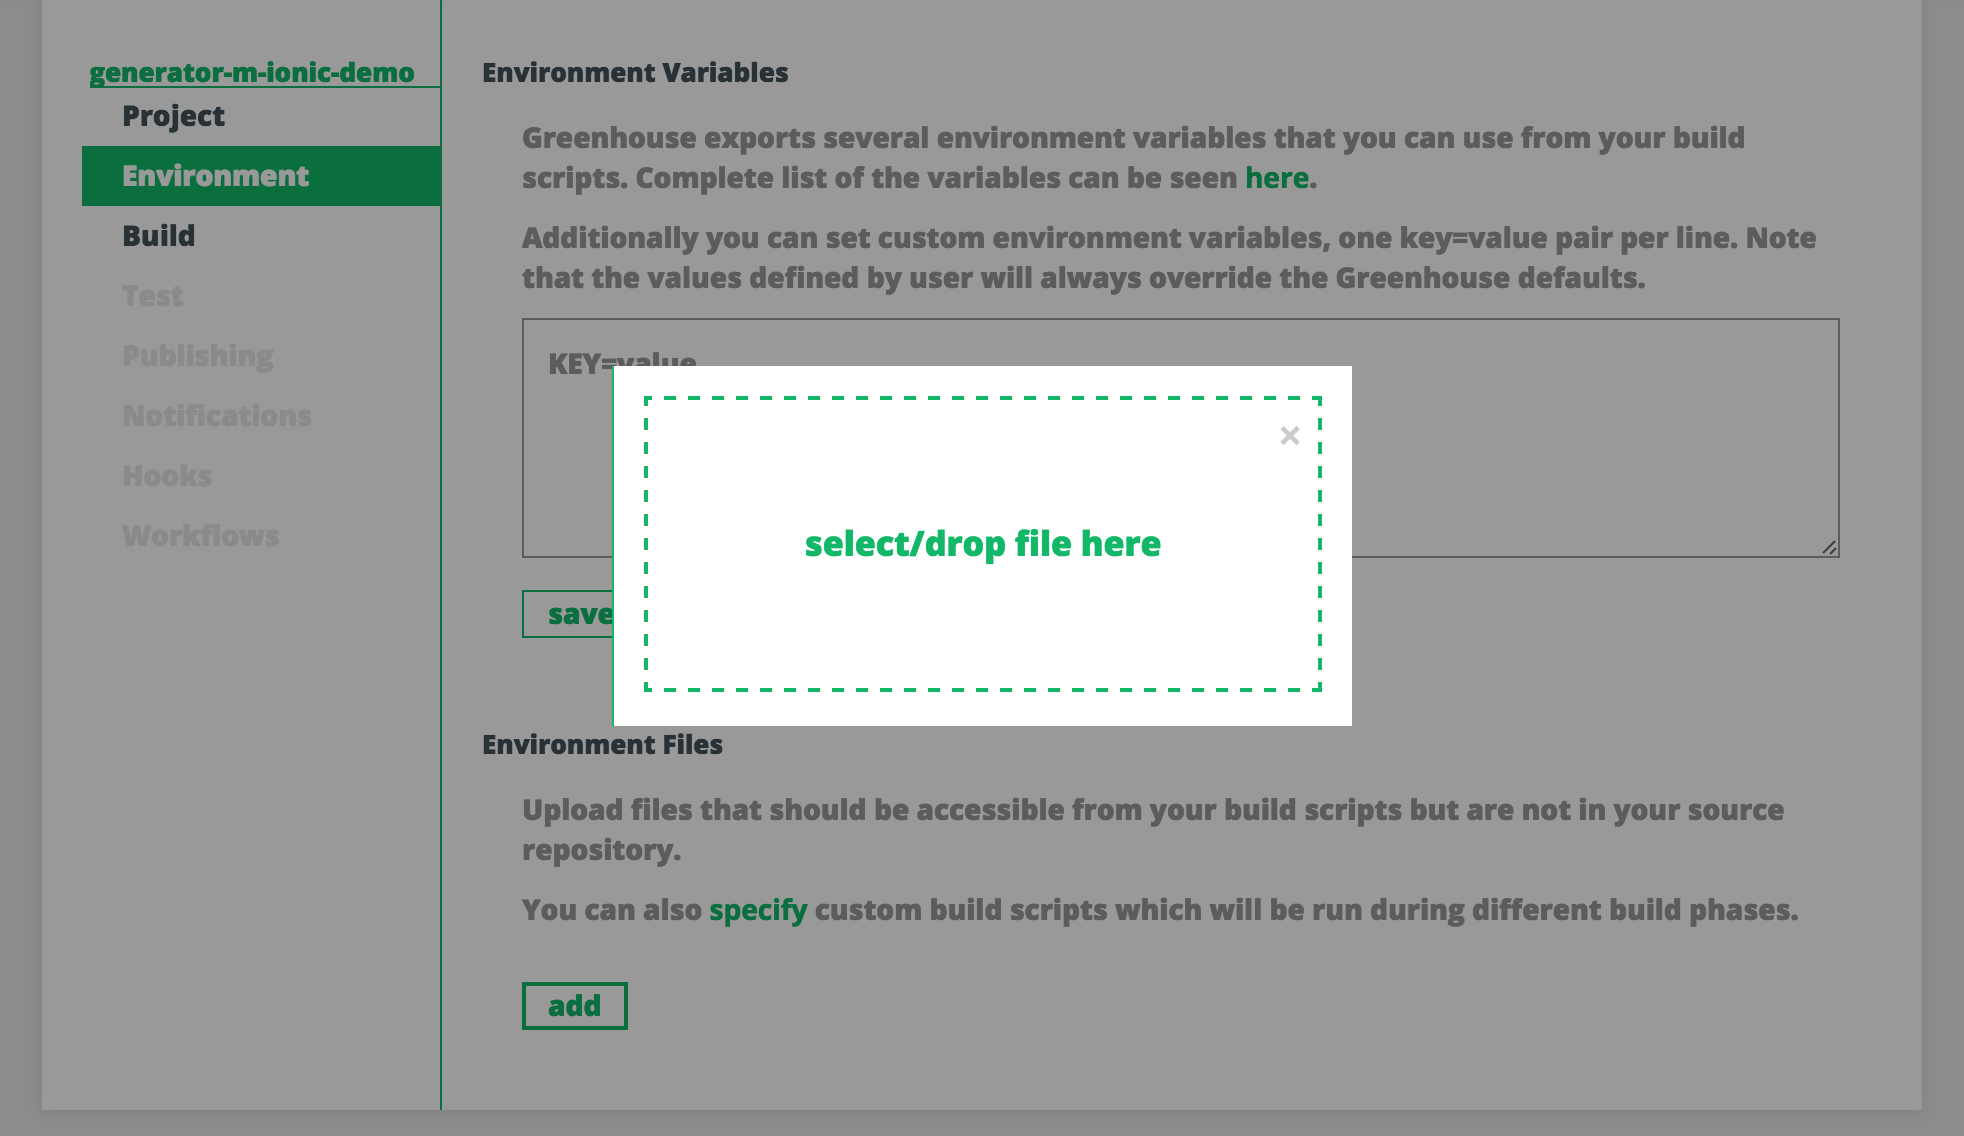 generator-m-ionic-demo
Project
Environment
Build
Test
Publishing
Notifications
Hooks
Workflows
Environment Variables
Greenhouse exports several environment variables that you can use from your build
scripts. Complete list of the variables can be seen here.
Additionally you can set custom environment variables, one key=value pair per line. Note
that the values defined by user will always override the Greenhouse defaults.
KEY=value
×
select/drop file here
save
Environment Files
Upload files that should be accessible from your build scripts but are not in your source
repository.
You can also specify custom build scripts which will be run during different build phases.
add